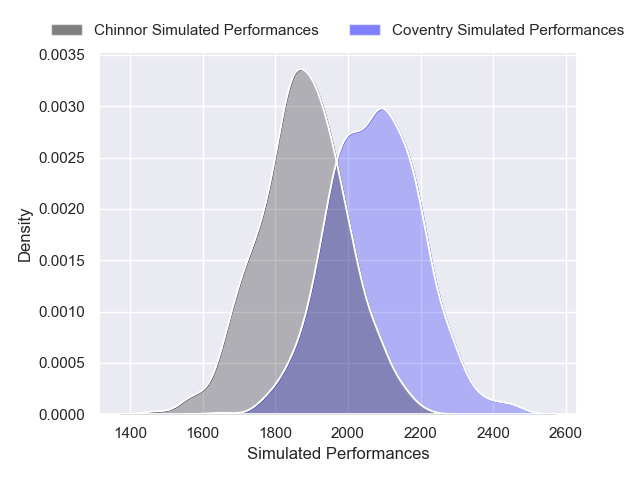 Chinnor Simulated Performances Coventry Simulated Performances
0.0035
0.0030
0.0025
0.0020
0.0015
0.0010
0.0005
0.0000
Density
1400 1600 1800 2000 2200 2400 2600
Simulated Performances